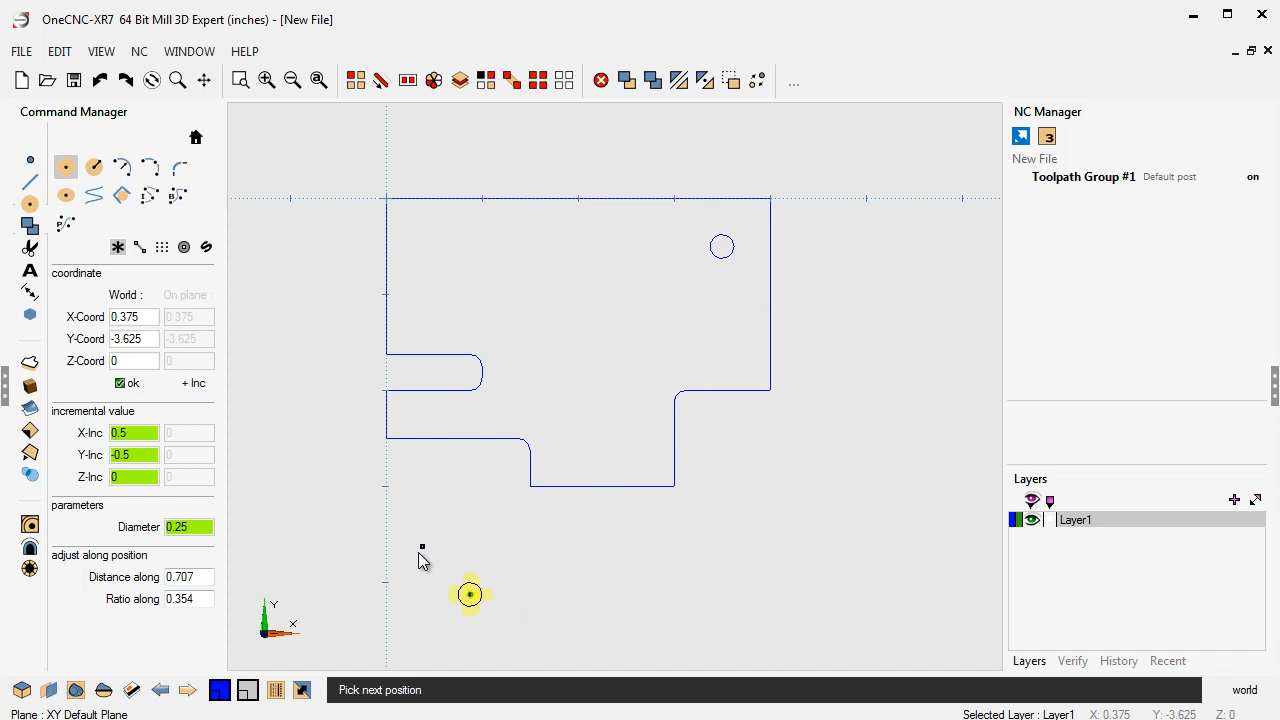 OneCNC-XR7 64 Bit Mill 3D Expert (inches) - [New File]
FILE EDIT VIEW NC WINDOW HELP
Command Manager
coordinate
World : On plane :
X-Coord 0.375 0.375
Y-Coord -3.625 -3.625
Z-Coord 0 0
ok + Inc
incremental value
X-Inc 0.5 0
Y-Inc -0.5 0
Z-Inc 0 0
parameters
Diameter 0.25
adjust along position
Distance along 0.707
Ratio along 0.354
Y
X
NC Manager
3
New File
Toolpath Group #1 Default post on
Layers
Layer1
Layers Verify History Recent
Pick next position
world
Plane : XY Default Plane
Selected Layer : Layer1 X: 0.375 Y: -3.625 Z: 0